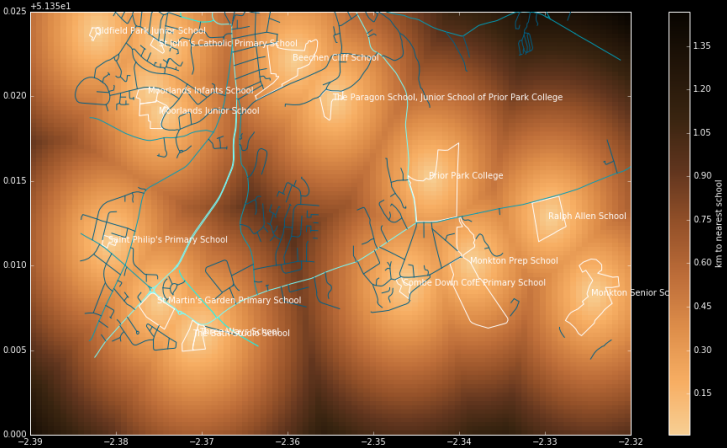 +5.135e1
0.025
Oldfield Park Junior School
St John's Catholic Primary School
Beechen Cliff School
1.35
0.020
Moorlands Infants School
The Paragon School, Junior School of Prior Park College
Moorlands Junior School
1.20
1.05
0.015
Prior Park College
0.90
Ralph Allen School
km to nearest school
0.75
Saint Philip's Primary School
0.010
Monkton Prep School
0.60
Combe Down CofE Primary School
Monkton Senior Sc
St Martin's Garden Primary School
0.45
School
The Bath Studio School
0.005
0.30
0.15
0.000
−2.39
−2.38
−2.37
−2.36
−2.35
−2.34
−2.33
−2.32